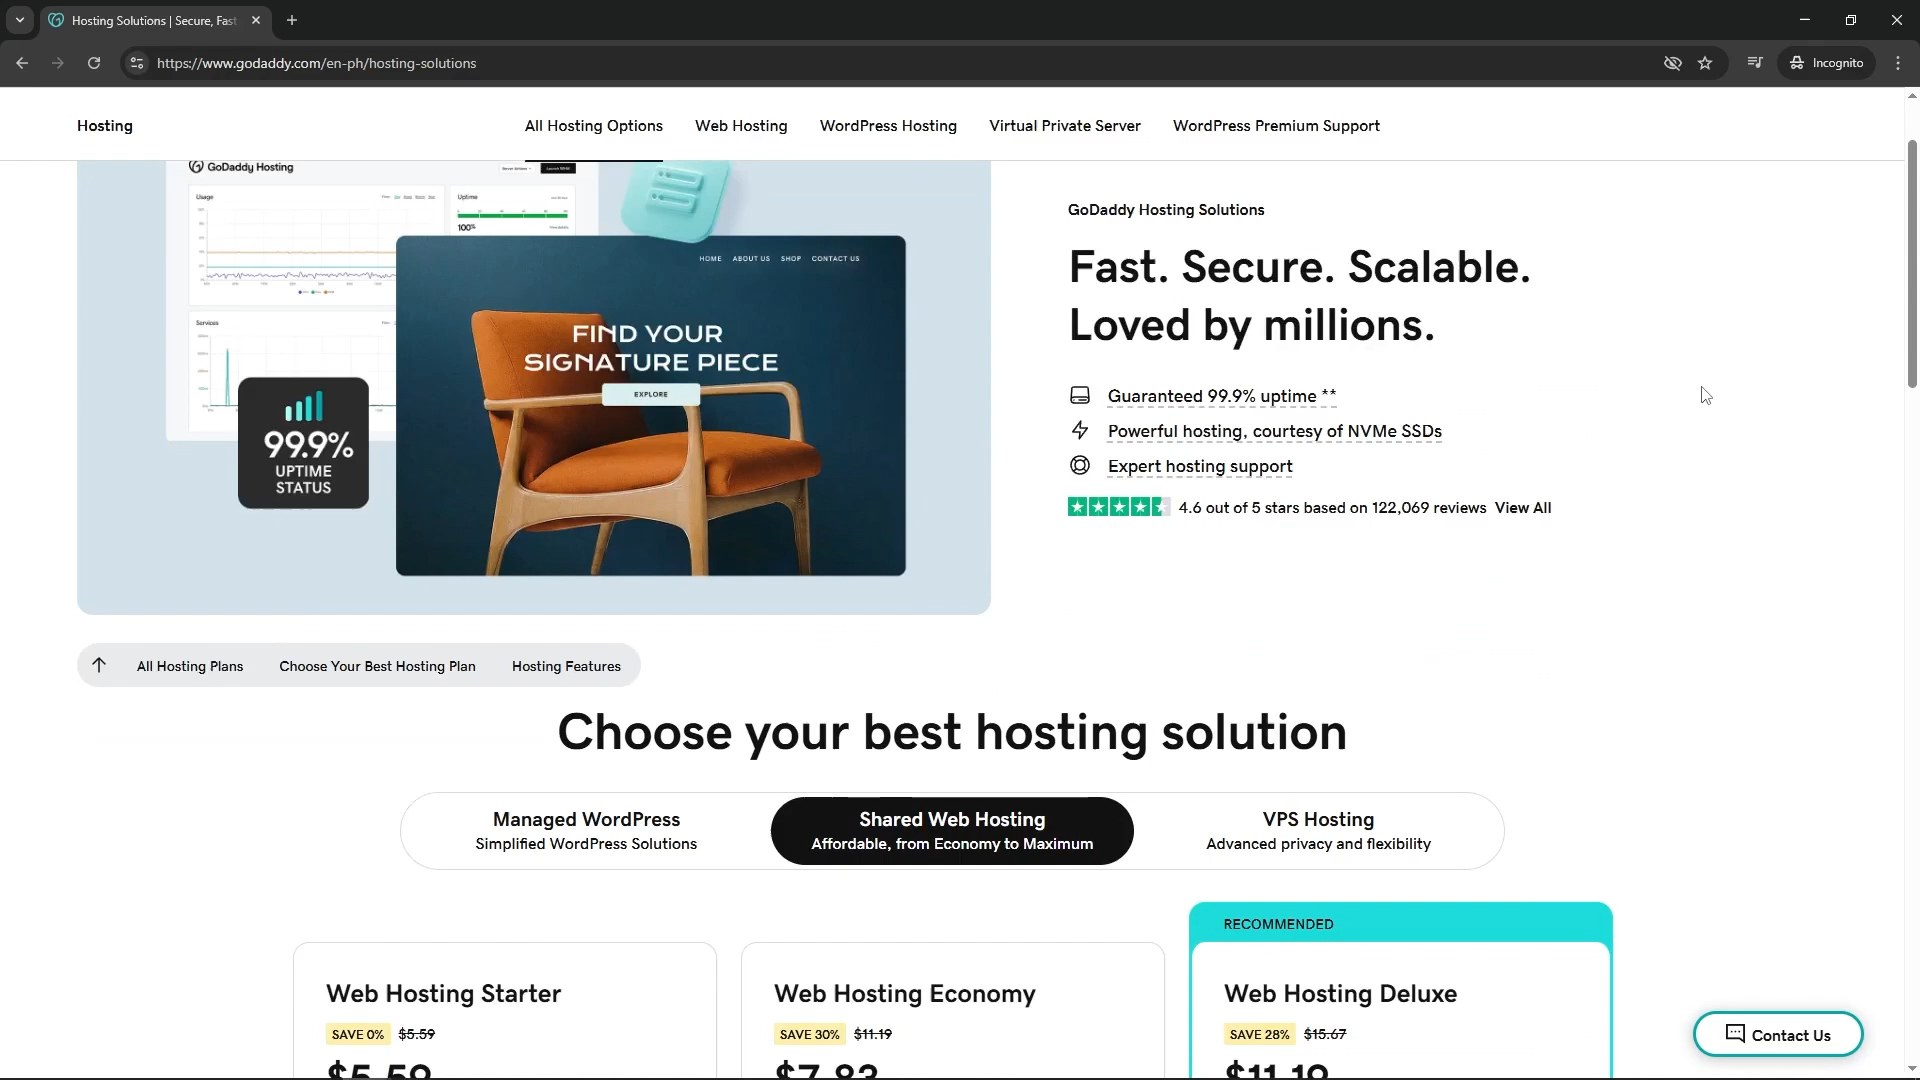 Hosting Solutions | Secure, Fast
https://www.godaddy.com/en-ph/hosting-solutions
Incognito
Hosting
All Hosting Options
Web Hosting
WordPress Hosting
Virtual Private Server
WordPress Premium Support
GoDaddy Hosting
Usage
Uptime
100%
Services
HOME ABOUT US SHOP CONTACT US
FIND YOUR
SIGNATURE PIECE
EXPLORE
99.9%
UPTIME
STATUS
GoDaddy Hosting Solutions
Fast. Secure. Scalable.
Loved by millions.
Guaranteed 99.9% uptime **
Powerful hosting, courtesy of NVMe SSDs
Expert hosting support
4.6 out of 5 stars based on 122,069 reviews View All
All Hosting Plans
Choose Your Best Hosting Plan
Hosting Features
Choose your best hosting solution
Managed WordPress
Simplified WordPress Solutions
Shared Web Hosting
Affordable, from Economy to Maximum
VPS Hosting
Advanced privacy and flexibility
RECOMMENDED
Web Hosting Starter
SAVE 0% $5.59
$5.59
Web Hosting Economy
SAVE 30% $11.19
$7.83
Web Hosting Deluxe
SAVE 28% $15.67
$11.19
Contact Us